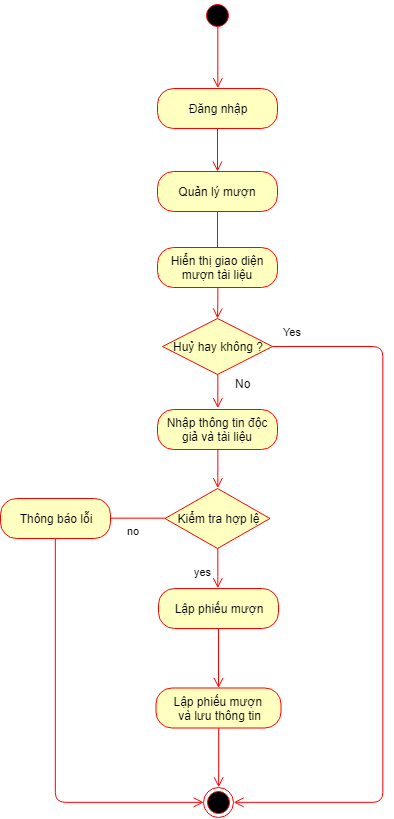 Đăng nhập
Quản lý mượn
Hiển thị giao diện
mượn tài liệu
Huỷ hay không ?
Yes
No
Nhập thông tin độc
giả và tài liệu
Kiểm tra hợp lệ
Thông báo lỗi
no
yes
Lập phiếu mượn
Lập phiếu mượn
và lưu thông tin